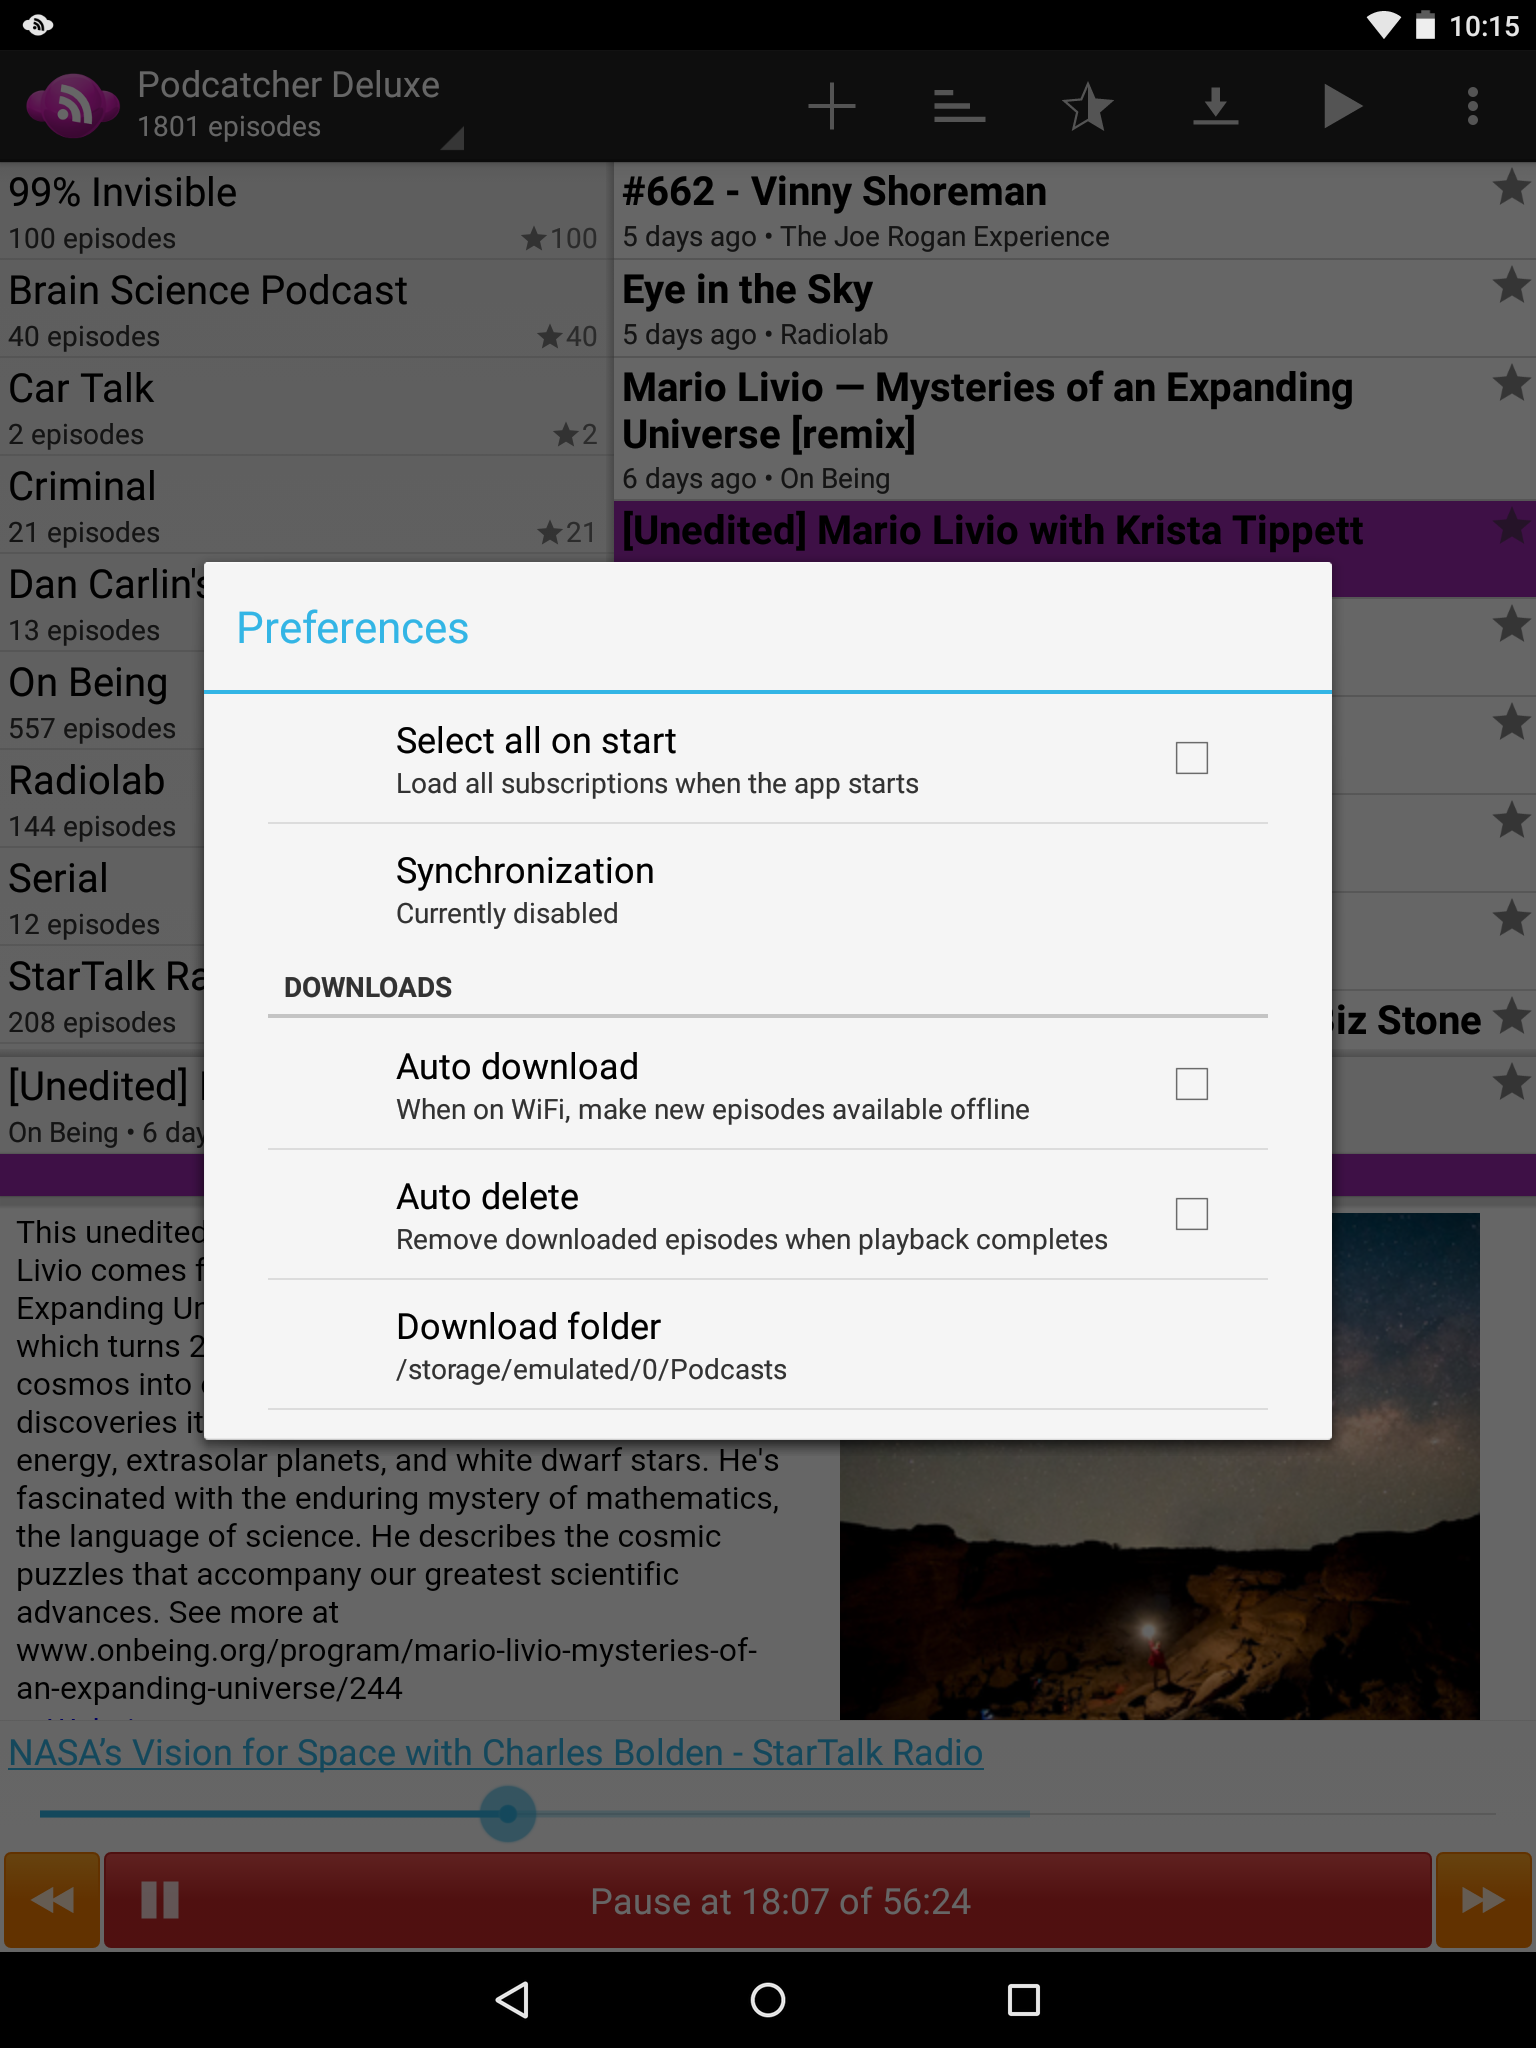 10:15
Podcatcher Deluxe
1801 episodes
99% Invisible
100 episodes
100
Brain Science Podcast
40 episodes
40
Car Talk
2 episodes
2
Criminal
21 episodes
21
Dan Carlin's
13 episodes
On Being
557 episodes
Radiolab
144 episodes
Serial
12 episodes
StarTalk Ra
208 episodes
#662 - Vinny Shoreman
5 days ago • The Joe Rogan Experience
Eye in the Sky
5 days ago • Radiolab
Mario Livio — Mysteries of an Expanding
Universe [remix]
6 days ago • On Being
[Unedited] Mario Livio with Krista Tippett
Biz Stone
Preferences
Select all on start
Load all subscriptions when the app starts
Synchronization
Currently disabled
DOWNLOADS
Auto download
When on WiFi, make new episodes available offline
Auto delete
Remove downloaded episodes when playback completes
Download folder
/storage/emulated/0/Podcasts
[Unedited]
On Being • 6 day
This unedited
Livio comes f
Expanding Un
which turns 2
cosmos into
discoveries it
energy, extrasolar planets, and white dwarf stars. He's
fascinated with the enduring mystery of mathematics,
the language of science. He describes the cosmic
puzzles that accompany our greatest scientific
advances. See more at
www.onbeing.org/program/mario-livio-mysteries-of-
an-expanding-universe/244
NASA’s Vision for Space with Charles Bolden - StarTalk Radio
Pause at 18:07 of 56:24